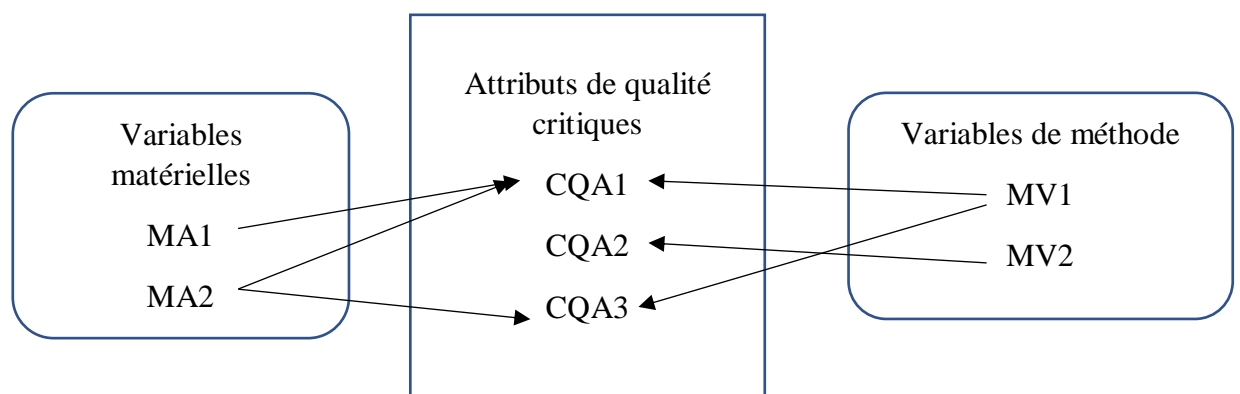 Variables
matérielles
MA1
MA2
Attributs de qualité
critiques
CQA1
CQA2
CQA3
Variables de méthode
MV1
MV2